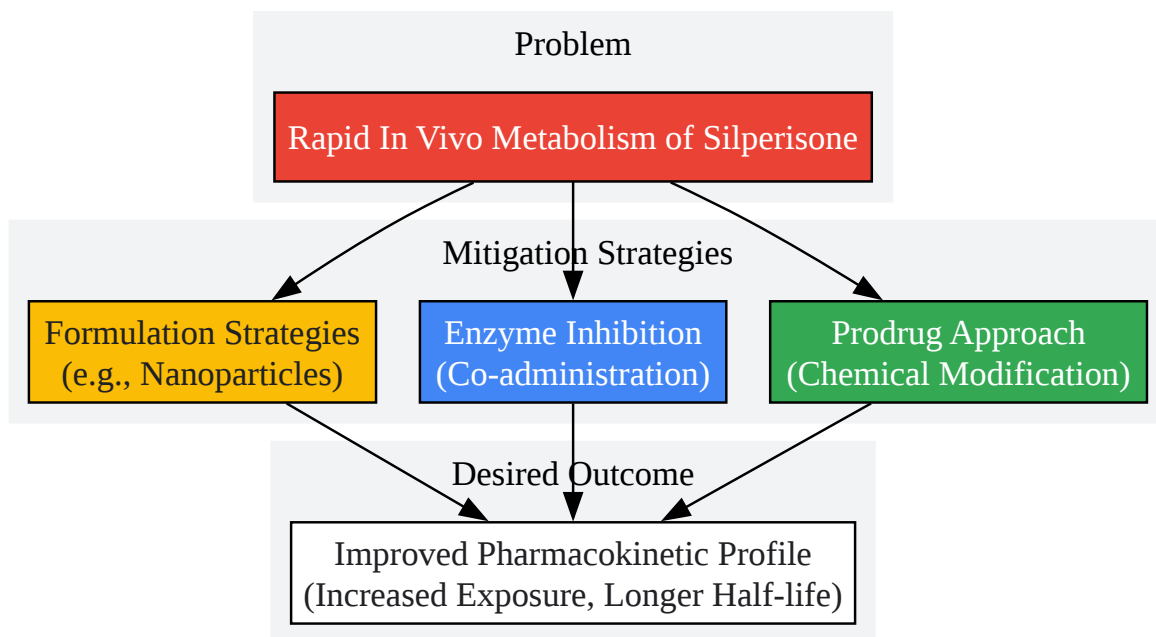 Problem
Rapid In Vivo Metabolism of Silperisone
Mitigation Strategies
Formulation Strategies
(e.g., Nanoparticles)
Enzyme Inhibition
(Co-administration)
Prodrug Approach
(Chemical Modification)
Desired Outcome
Improved Pharmacokinetic Profile
(Increased Exposure, Longer Half-life)